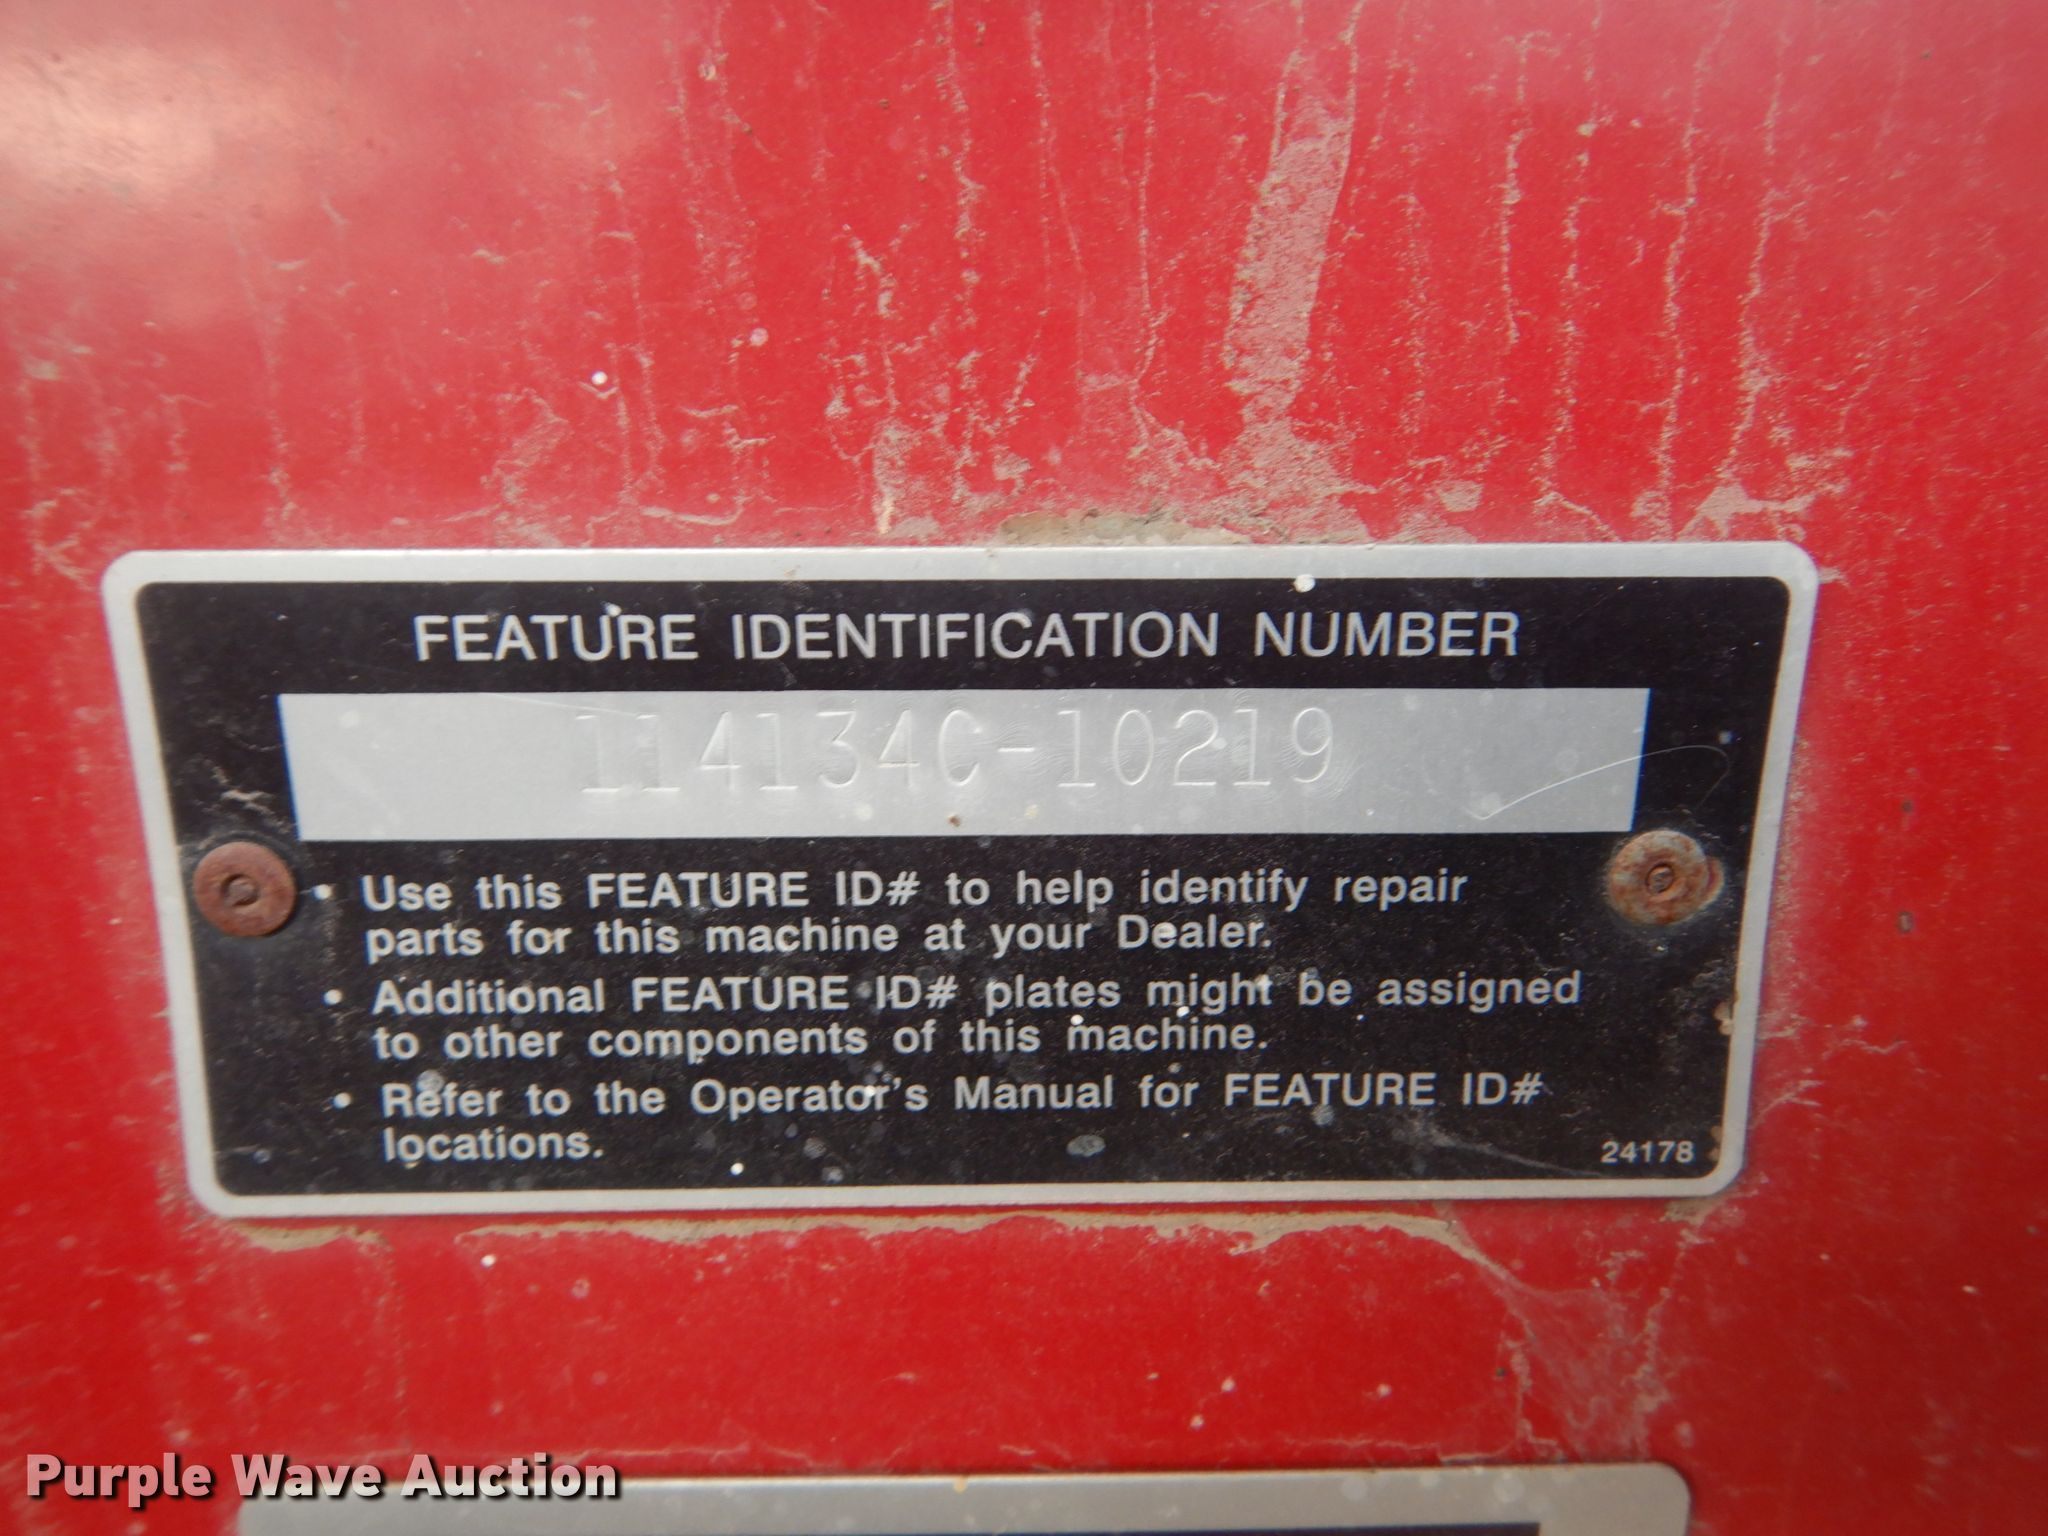 FEATURE IDENTIFICATION NUMBER
114134C-10219
• Use this FEATURE ID# to help identify repair
parts for this machine at your Dealer.
• Additional FEATURE ID# plates might be assigned
to other components of this machine.
• Refer to the Operator's Manual for FEATURE ID#
locations.
24178
Purple Wave Auction